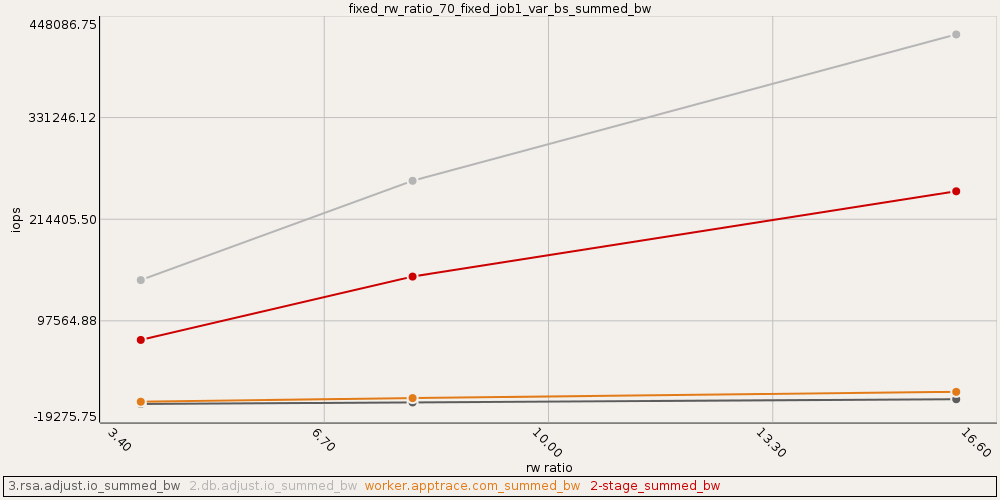 fixed_rw_ratio_70_fixed_job1_var_bs_summed_bw
448086.75
331246.12
214405.50
97564.88
-19275.75
iops
3.40 6.70 10.00 13.30 16.60
rw ratio
3.rsa.adjust.io_summed_bw 2.db.adjust.io_summed_bw worker.apptrace.com_summed_bw 2-stage_summed_bw